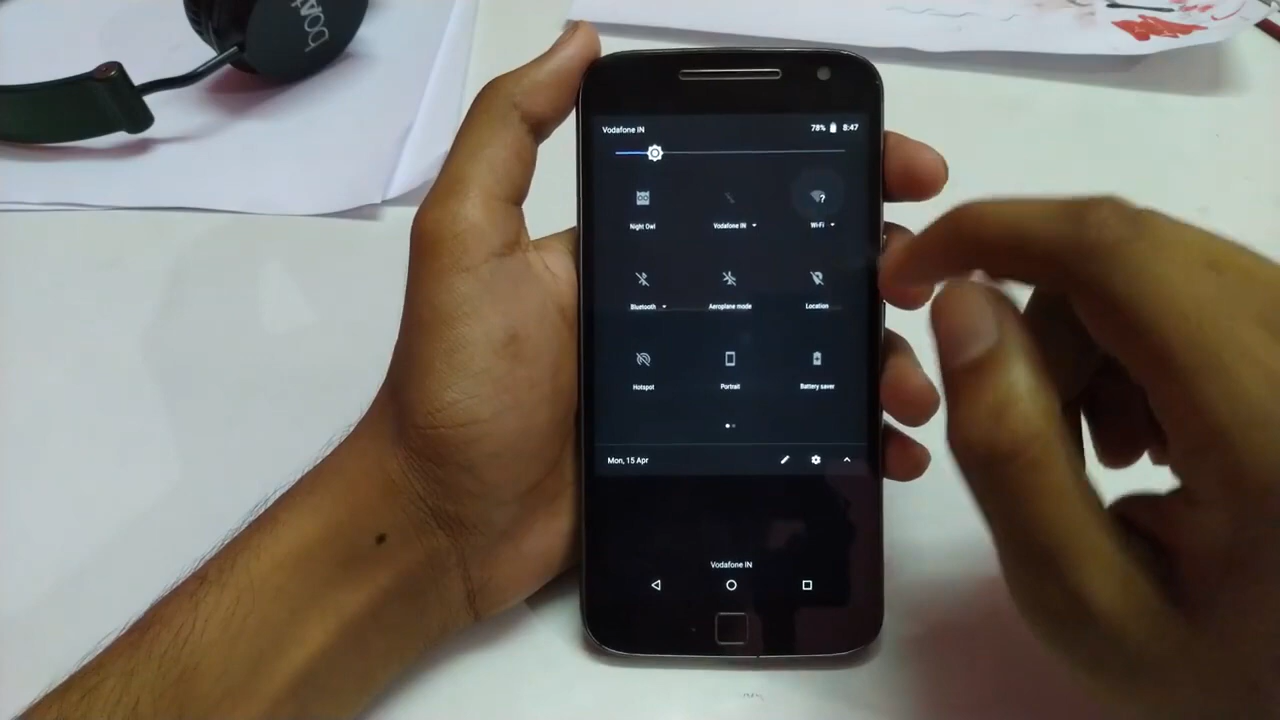 boAt
Vodafone IN 78% 8:47
Night Owl Vodafone IN Wi-Fi
Bluetooth Aeroplane mode Location
Hotspot Portrait Battery saver
Mon, 15 Apr
Vodafone IN